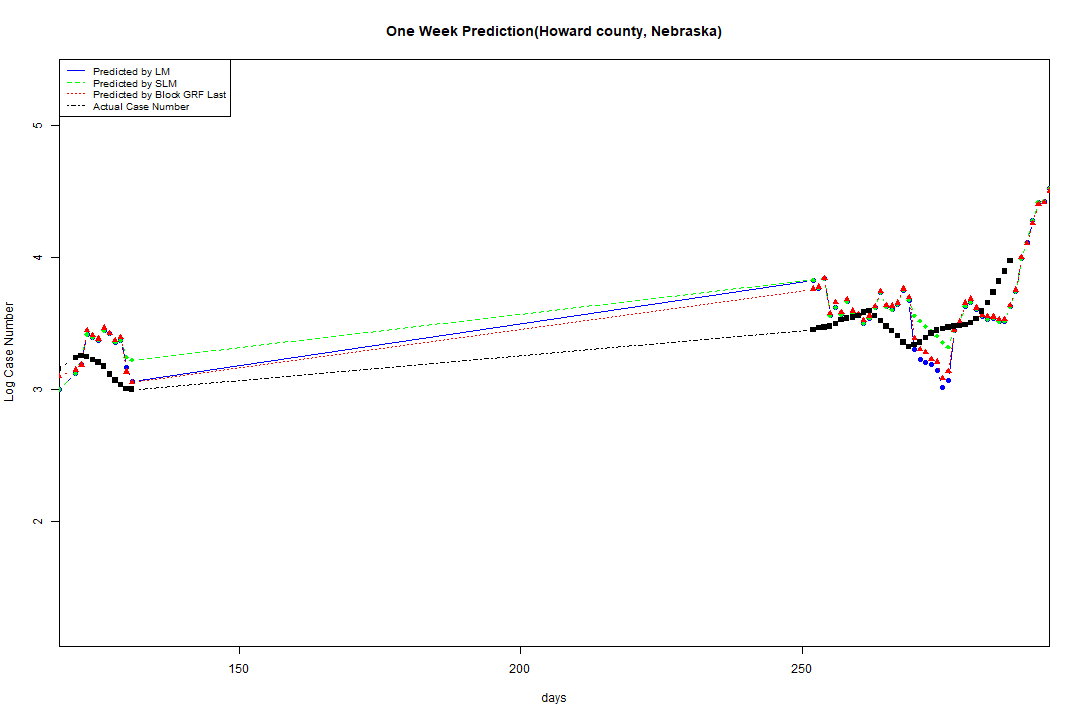 One Week Prediction(Howard county, Nebraska)
Predicted by LM
Predicted by SLM
Predicted by Block GRF Last
Actual Case Number
5
4
3
2
Log Case Number
150
200
250
days